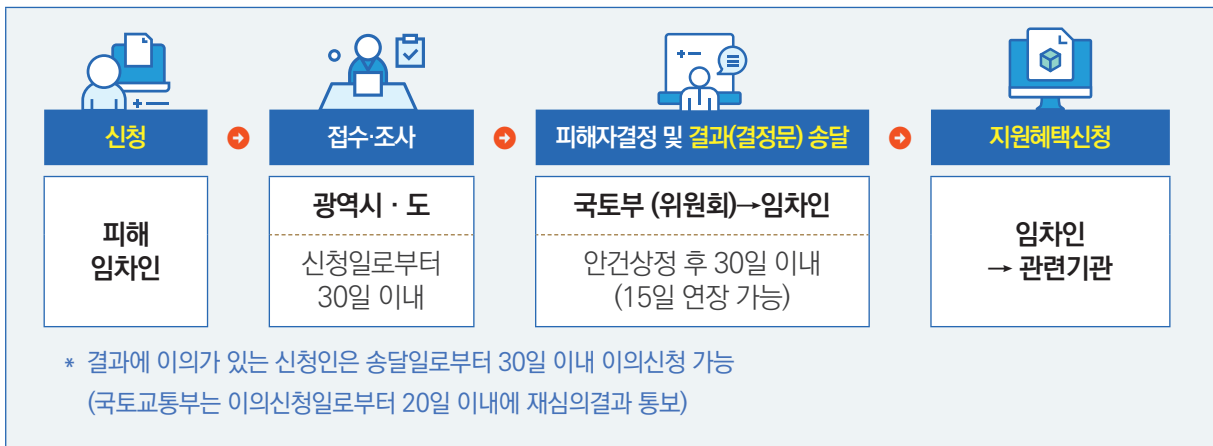 신청
접수·조사
피해자결정 및 결과(결정문) 송달
지원혜택신청
피해
임차인
광역시 · 도
신청일로부터
30일 이내
국토부 (위원회)→임차인
안건상정 후 30일 이내
(15일 연장 가능)
임차인
→ 관련기관
* 결과에 이의가 있는 신청인은 송달일로부터 30일 이내 이의신청 가능
(국토교통부는 이의신청일로부터 20일 이내에 재심의결과 통보)